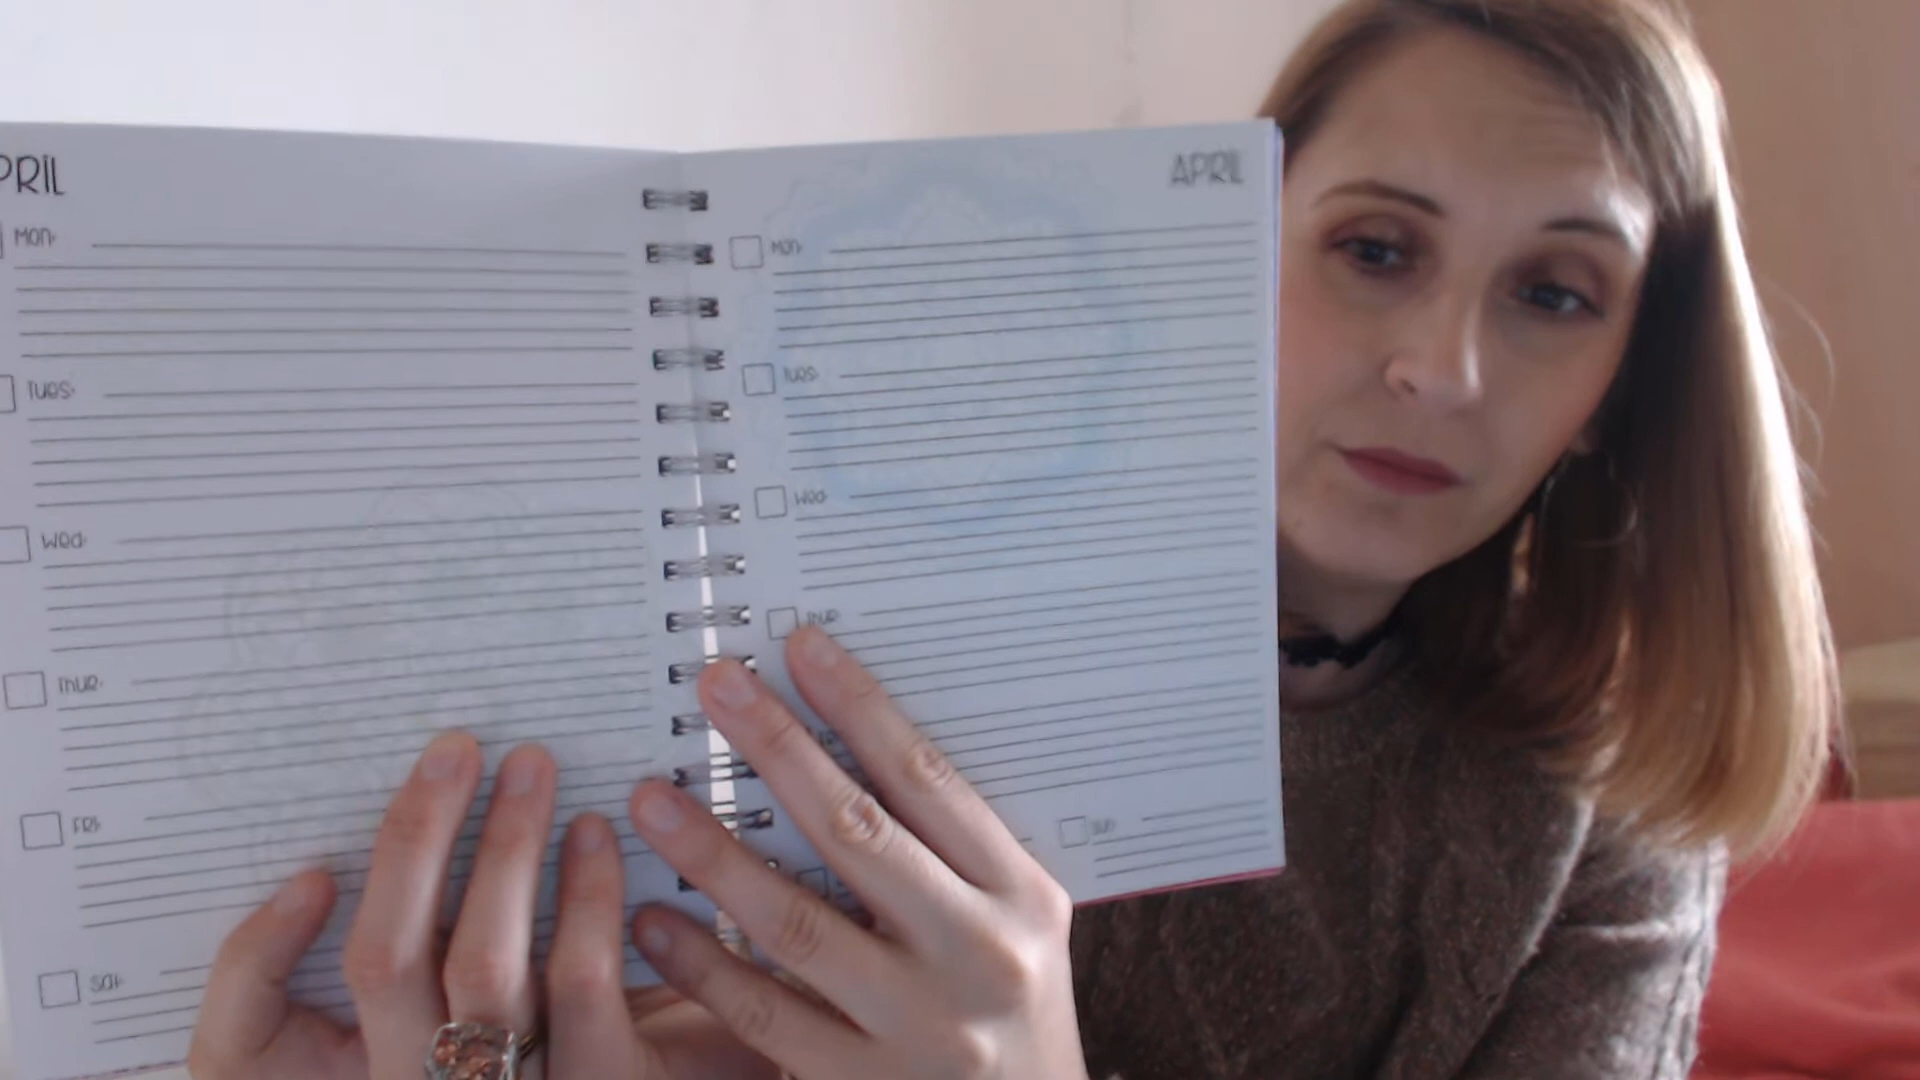 PRIL
Mon:
Tues:
Wed:
Thur:
Fri:
Sat:
APRIL
Mon:
Tues:
Wed:
Thur:
Sun: